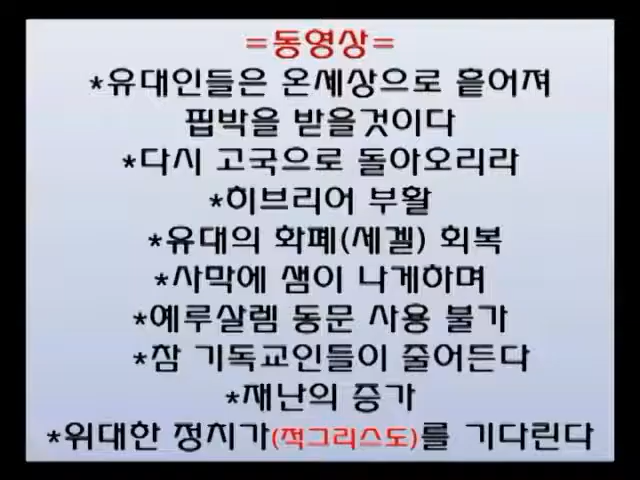 =동영상=
*유대인들은 온세상으로 흩어져
핍박을 받을것이다
*다시 고국으로 돌아오리라
*히브리어 부활
*유대의 화폐(세겔) 회복
*사막에 샘이 나게하며
*예루살렘 동문 사용 불가
*참 기독교인들이 줄어든다
*재난의 증가
*위대한 정치가(적그리스도)를 기다린다